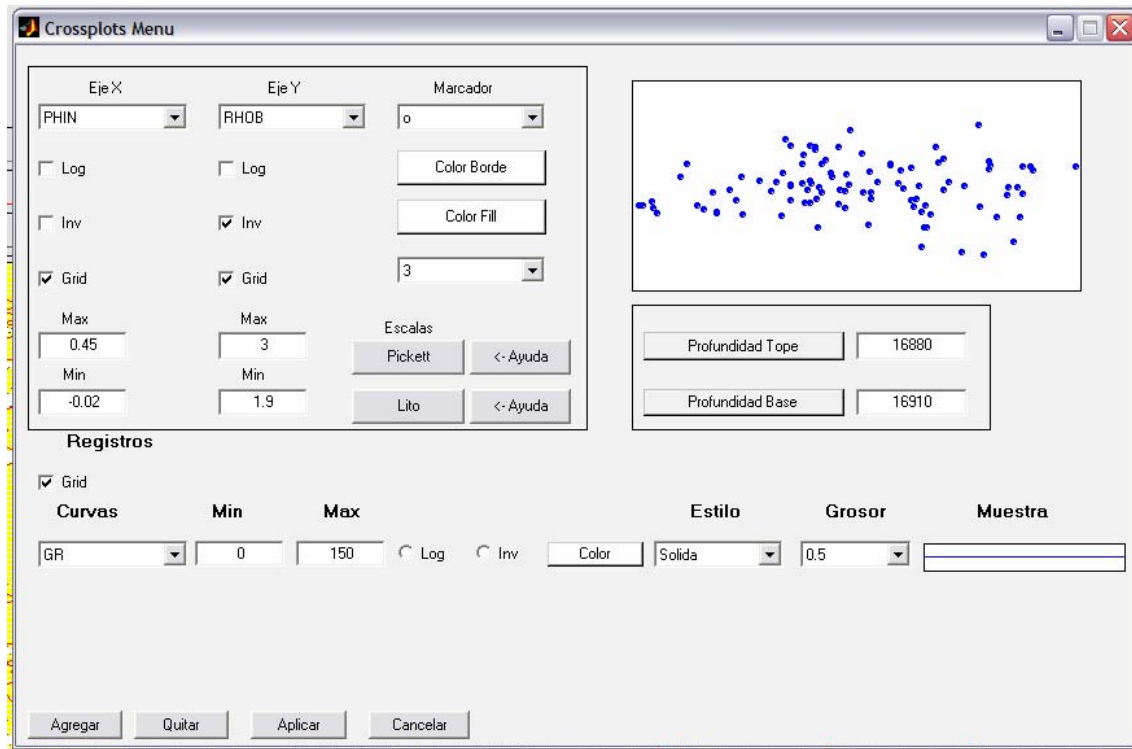 Crossplots Menu
Eje X Eje Y Marcador
PHIN RHOB o
Log Log Color Borde
Inv Inv Color Fill
Grid Grid 3
Max Max Escalas
0.45 3 Pickett <- Ayuda
Min Min
-0.02 1.9 Lito <- Ayuda
Profundidad Tope 16880
Profundidad Base 16910
Registros
Grid
Curvas Min Max Estilo Grosor Muestra
GR 0 150 Log Inv Color Solida 0.5
Agregar Quitar Aplicar Cancelar